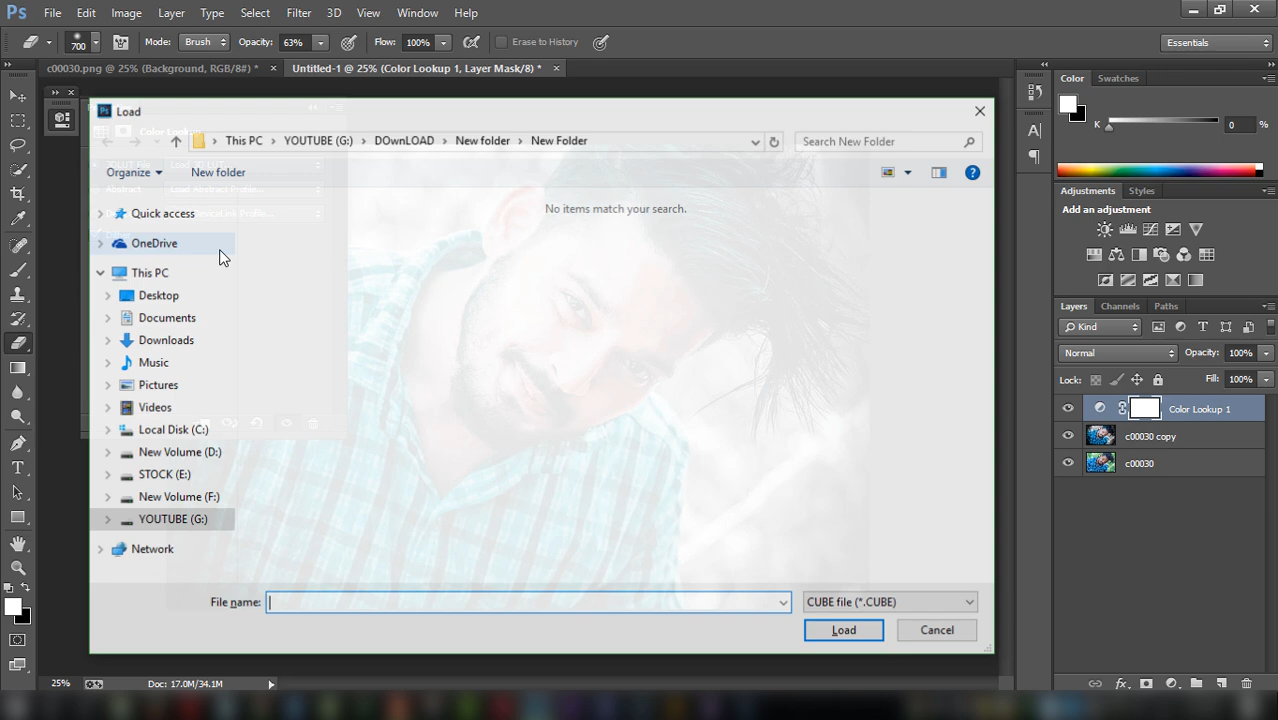 Ps File Edit Image Layer Type Select Filter 3D View Window Help
700 Mode: Brush Opacity: 63% Flow: 100% Erase to History Essentials
c00030.png @ 25% (Background, RGB/8#) * × Untitled-1 @ 25% (Color Lookup 1, Layer Mask/8) * ×
Load
This PC YOUTUBE (G:) DOwnLOAD New folder New Folder
Search New Folder
Organize New folder
No items match your search.
Quick access
OneDrive
This PC
Desktop
Documents
Downloads
Music
Pictures
Videos
Local Disk (C:)
New Volume (D:)
STOCK (E:)
New Volume (F:)
YOUTUBE (G:)
Network
File name:
CUBE file (*.CUBE)
Load Cancel
Color Swatches
K 0 %
Adjustments Styles
Add an adjustment
Layers Channels Paths
Kind
Normal Opacity: 100%
Lock: Fill: 100%
Color Lookup 1
c00030 copy
c00030
25% Doc: 17.0M/34.1M